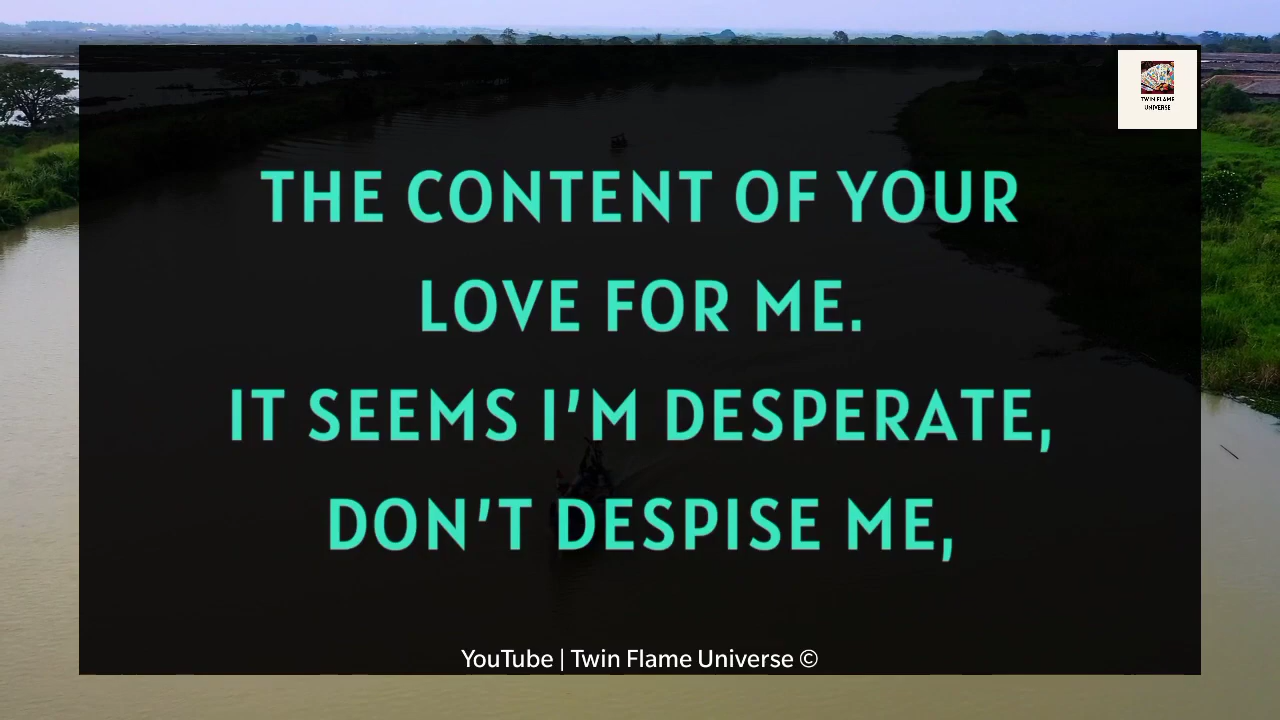 TWIN FLAME
UNIVERSE
THE CONTENT OF YOUR
LOVE FOR ME.
IT SEEMS I'M DESPERATE,
DON'T DESPISE ME,
YouTube | Twin Flame Universe ©